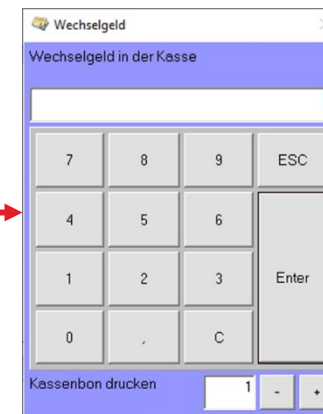 Wechselgeld
Wechselgeld in der Kasse
7 8 9 ESC
4 5 6
1 2 3 Enter
0 , C
Kassenbon drucken 1 - +